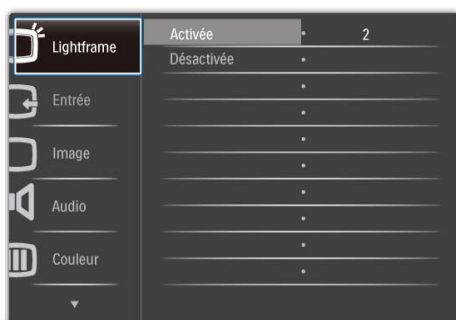 Lightframe
Activée 2
Désactivée
Entrée
Image
Audio
Couleur